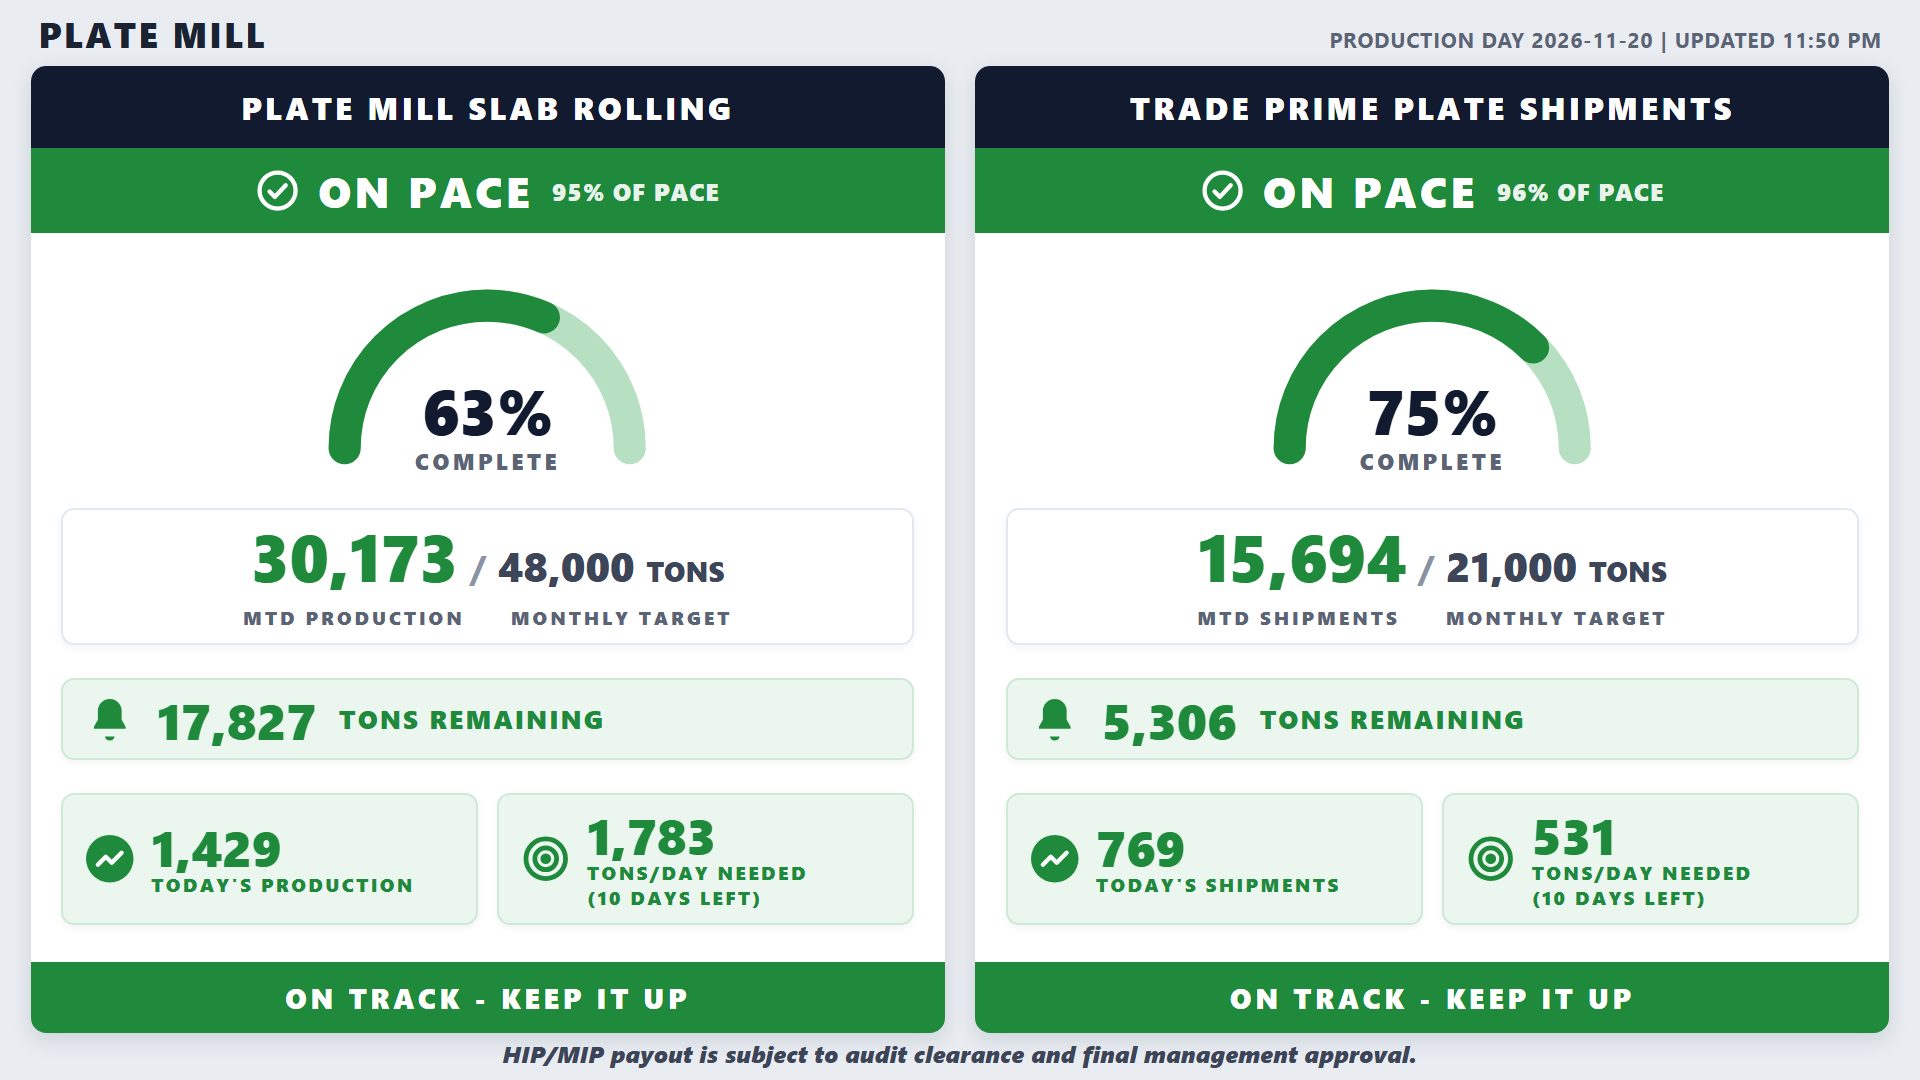 PLATE MILL
PRODUCTION DAY 2026-11-20 | UPDATED 11:50 PM
PLATE MILL SLAB ROLLING
ON PACE 95% OF PACE
63%
COMPLETE
30,173 / 48,000 TONS
MTD PRODUCTION MONTHLY TARGET
17,827 TONS REMAINING
1,429
TODAY'S PRODUCTION
1,783
TONS/DAY NEEDED
(10 DAYS LEFT)
ON TRACK - KEEP IT UP
TRADE PRIME PLATE SHIPMENTS
ON PACE 96% OF PACE
75%
COMPLETE
15,694 / 21,000 TONS
MTD SHIPMENTS MONTHLY TARGET
5,306 TONS REMAINING
769
TODAY'S SHIPMENTS
531
TONS/DAY NEEDED
(10 DAYS LEFT)
ON TRACK - KEEP IT UP
HIP/MIP payout is subject to audit clearance and final management approval.